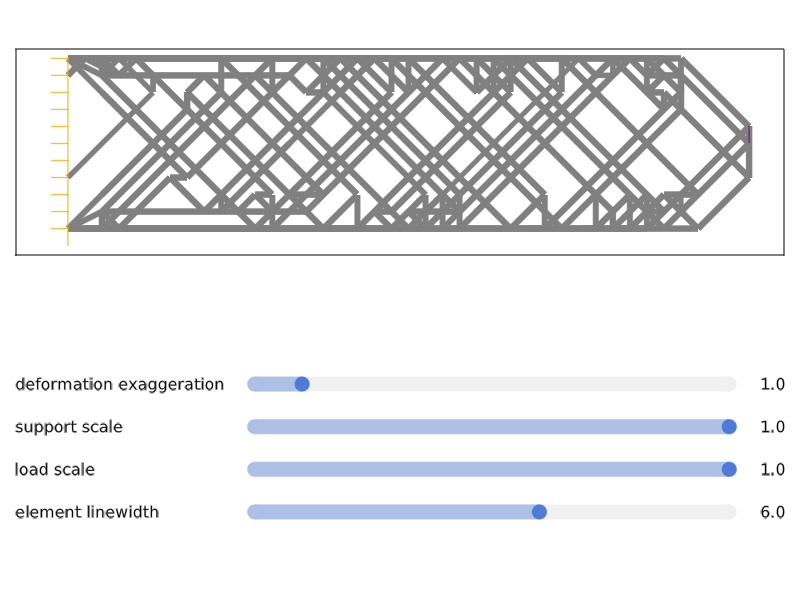 deformation exaggeration 1.0
support scale 1.0
load scale 1.0
element linewidth 6.0